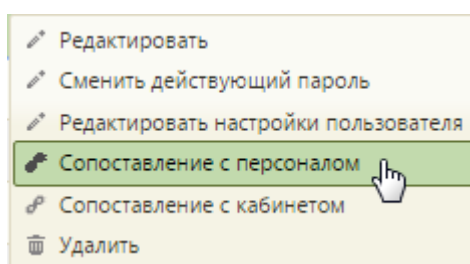 Редактировать
Сменить действующий пароль
Редактировать настройки пользователя
Сопоставление с персоналом
Сопоставление с кабинетом
Удалить